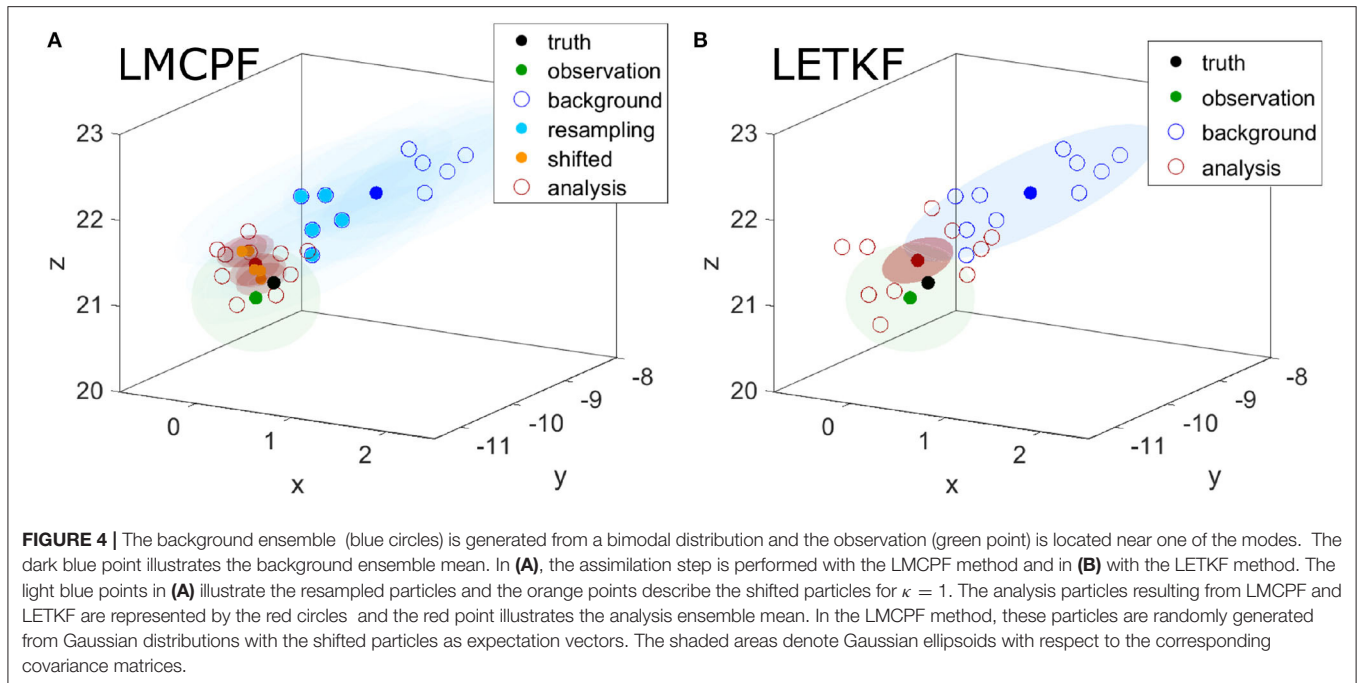 A
LMCPF
truth
observation
background
resampling
shifted
analysis
23
22
21
20
z
0
1
2
x
-11
-10
-9
-8
y
B
LETKF
truth
observation
background
analysis
23
22
21
20
z
0
1
2
x
-11
-10
-9
-8
y
FIGURE 4 | The background ensemble (blue circles) is generated from a bimodal distribution and the observation (green point) is located near one of the modes. The
dark blue point illustrates the background ensemble mean. In (A), the assimilation step is performed with the LMCPF method and in (B) with the LETKF method. The
light blue points in (A) illustrate the resampled particles and the orange points describe the shifted particles for κ = 1. The analysis particles resulting from LMCPF and
LETKF are represented by the red circles and the red point illustrates the analysis ensemble mean. In the LMCPF method, these particles are randomly generated
from Gaussian distributions with the shifted particles as expectation vectors. The shaded areas denote Gaussian ellipsoids with respect to the corresponding
covariance matrices.